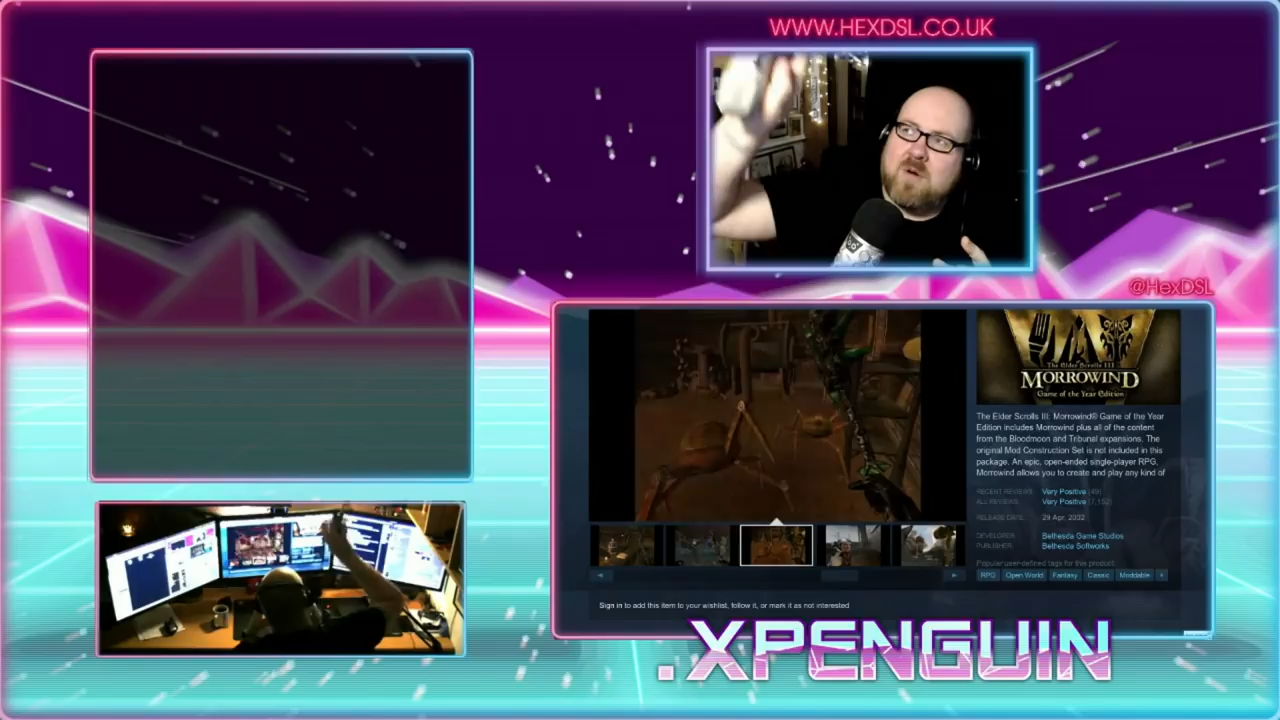 WWW.HEXDSL.CO.UK
@HexDSL
The Elder Scrolls III
MORROWIND
Game of the Year Edition
The Elder Scrolls III: Morrowind® Game of the Year
Edition includes Morrowind plus all of the content
from the Bloodmoon and Tribunal expansions. The
original Mod Construction Set is not included in this
package. An epic, open-ended single-player RPG,
Morrowind allows you to create and play any kind of
RECENT REVIEWS: Very Positive (49)
ALL REVIEWS: Very Positive
RELEASE DATE: 29 Apr, 2002
DEVELOPER: Bethesda Game Studios
PUBLISHER: Bethesda Softworks
Popular user-defined tags for this product:
RPG Open World Fantasy Classic Moddable +
Sign in to add this item to your wishlist, follow it, or mark it as not interested
.XPENGUIN